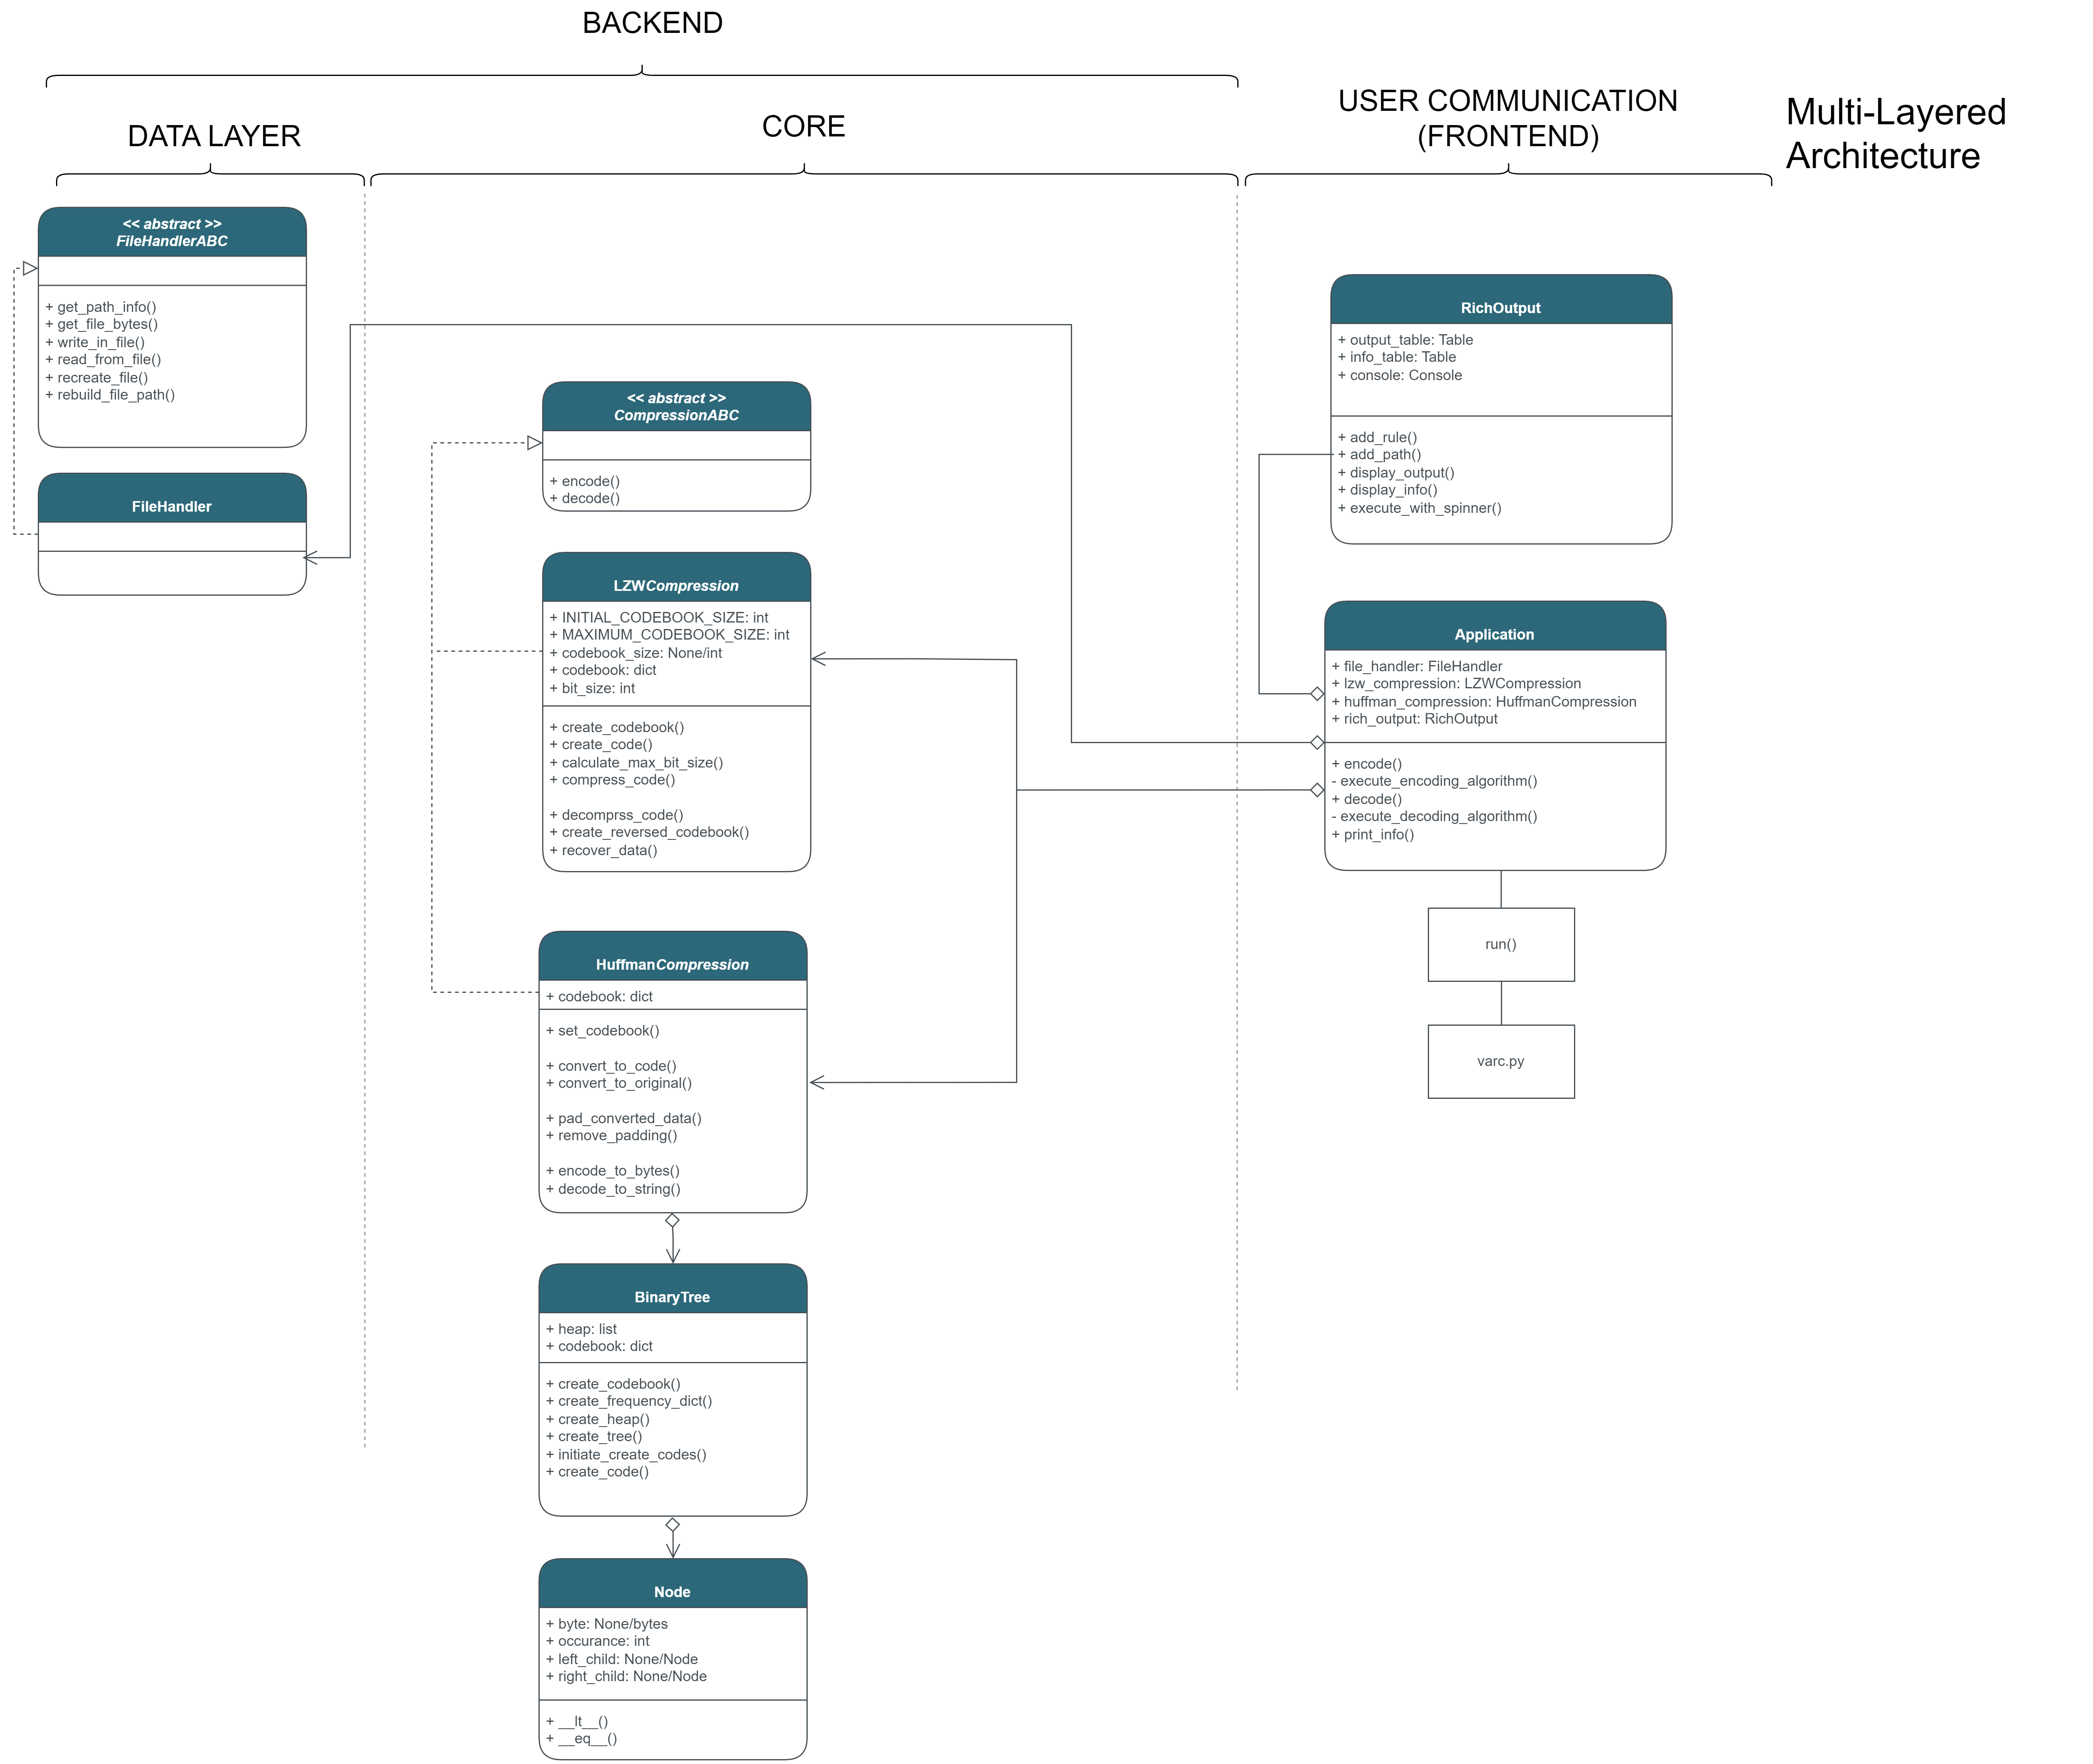 BACKEND
DATA LAYER
CORE
USER COMMUNICATION
(FRONTEND)
Multi-Layered
Architecture
<< abstract >>
FileHandlerABC
+ get_path_info()
+ get_file_bytes()
+ write_in_file()
+ read_from_file()
+ recreate_file()
+ rebuild_file_path()
FileHandler
<< abstract >>
CompressionABC
+ encode()
+ decode()
LZWCompression
+ INITIAL_CODEBOOK_SIZE: int
+ MAXIMUM_CODEBOOK_SIZE: int
+ codebook_size: None/int
+ codebook: dict
+ bit_size: int
+ create_codebook()
+ create_code()
+ calculate_max_bit_size()
+ compress_code()
+ decomprss_code()
+ create_reversed_codebook()
+ recover_data()
HuffmanCompression
+ codebook: dict
+ set_codebook()
+ convert_to_code()
+ convert_to_original()
+ pad_converted_data()
+ remove_padding()
+ encode_to_bytes()
+ decode_to_string()
BinaryTree
+ heap: list
+ codebook: dict
+ create_codebook()
+ create_frequency_dict()
+ create_heap()
+ create_tree()
+ initiate_create_codes()
+ create_code()
Node
+ byte: None/bytes
+ occurance: int
+ left_child: None/Node
+ right_child: None/Node
+ __lt__()
+ __eq__()
RichOutput
+ output_table: Table
+ info_table: Table
+ console: Console
+ add_rule()
+ add_path()
+ display_output()
+ display_info()
+ execute_with_spinner()
Application
+ file_handler: FileHandler
+ lzw_compression: LZWCompression
+ huffman_compression: HuffmanCompression
+ rich_output: RichOutput
+ encode()
- execute_encoding_algorithm()
+ decode()
- execute_decoding_algorithm()
+ print_info()
run()
varc.py